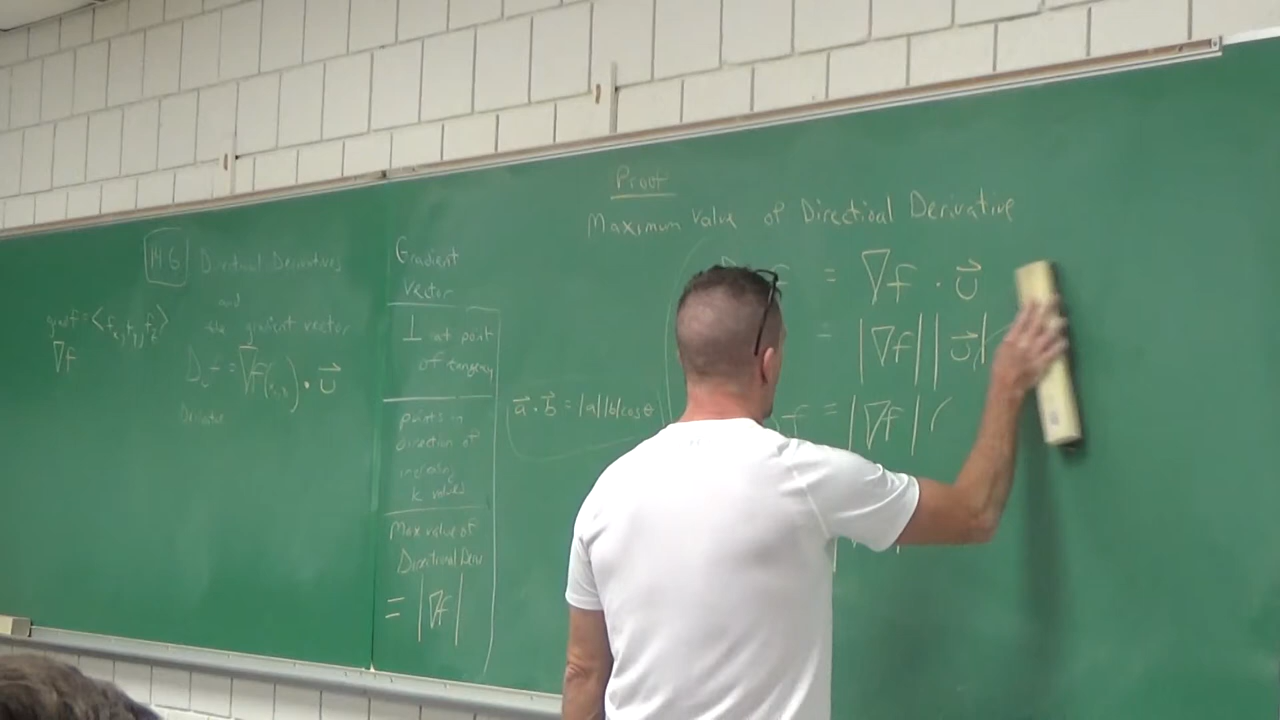 14.6 Directional Derivatives
and
the gradient vector
grad f = <fx, fy, fz>
∇f
Du f = ∇f(x,y) · u⃗
Gradient
vector
⊥ at point
of tangency
points in
direction of
increasing
k values
Max value of
Directional Deriv
= |∇f|
a⃗ · b⃗ = |a||b|cosθ
Proof
Maximum Value of Directional Derivative
f = ∇f · u⃗
= |∇f||u⃗|
f = |∇f|(